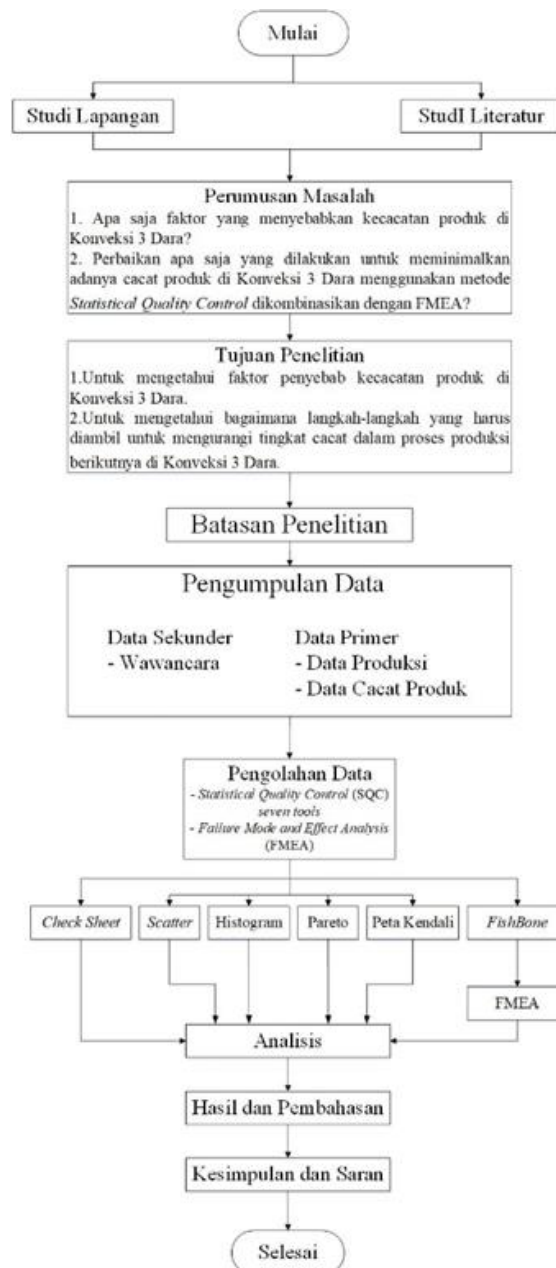 Mulai
Studi Lapangan
StudI Literatur
Perumusan Masalah
1. Apa saja faktor yang menyebabkan kecacatan produk di
Konveksi 3 Dara?
2. Perbaikan apa saja yang dilakukan untuk meminimalkan
adanya cacat produk di Konveksi 3 Dara menggunakan metode
Statistical Quality Control dikombinasikan dengan FMEA?
Tujuan Penelitian
1.Untuk mengetahui faktor penyebab kecacatan produk di
Konveksi 3 Dara.
2.Untuk mengetahui bagaimana langkah-langkah yang harus
diambil untuk mengurangi tingkat cacat dalam proses produksi
berikutnya di Konveksi 3 Dara.
Batasan Penelitian
Pengumpulan Data
Data Sekunder
- Wawancara
Data Primer
- Data Produksi
- Data Cacat Produk
Pengolahan Data
- Statistical Quality Control (SQC)
seven tools
- Failure Mode and Effect Analysis
(FMEA)
Check Sheet
Scatter
Histogram
Pareto
Peta Kendali
FishBone
FMEA
Analisis
Hasil dan Pembahasan
Kesimpulan dan Saran
Selesai